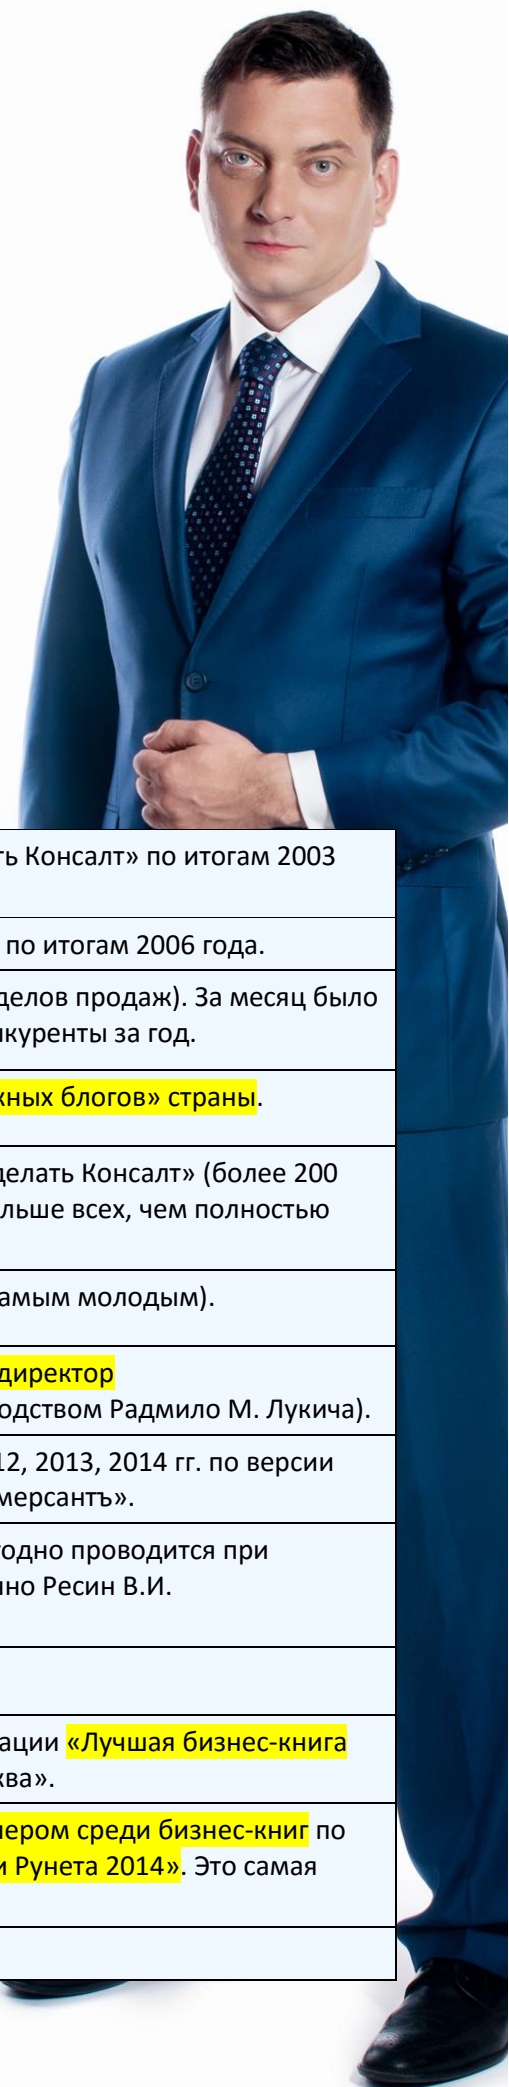 ть Консалт» по итогам 2003
по итогам 2006 года.
делов продаж). За месяц было
нкуренты за год.
жных блогов» страны.
делать Консалт» (более 200
льше всех, чем полностью
амым молодым).
директор
одством Радмило М. Лукича).
12, 2013, 2014 гг. по версии
мерсантъ».
годно проводится при
но Ресин В.И.
ации «Лучшая бизнес-книга
ква».
лером среди бизнес-книг по
и Рунета 2014». Это самая